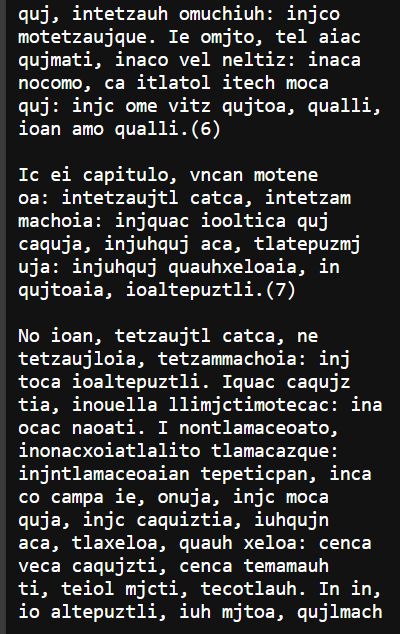 quj, intetzauh omuchiuh: injco
motetzaujque. Ie omjto, tel aiac
qujmati, inaco vel neltiz: inaca
nocomo, ca itlatol itech moca
quj: injc ome vitz qujtoa, qualli,
ioan amo qualli.(6)

Ic ei capitulo, vncan motene
oa: intetzaujtl catca, intetzam
machoia: injquac iooltica quj
caquja, injuhquj aca, tlatepuzmj
uja: injuhquj quauhxeloaia, in
qujtoaia, ioaltepuztli.(7)

No ioan, tetzaujtl catca, ne
tetzaujloia, tetzammachoia: inj
toca ioaltepuztli. Iquac caqujz
tia, inouella llimjctimotecac: ina
ocac naoati. I nontlamaceoato,
inonacxoiatlalito tlamacazque:
injntlamaceoaian tepeticpan, inca
co campa ie, onuja, injc moca
quja, injc caquiztia, iuhqujn
aca, tlaxeloa, quauh xeloa: cenca
veca caqujzti, cenca temamauh
ti, teiol mjcti, tecotlauh. In in,
io altepuztli, iuh mjtoa, qujlmach